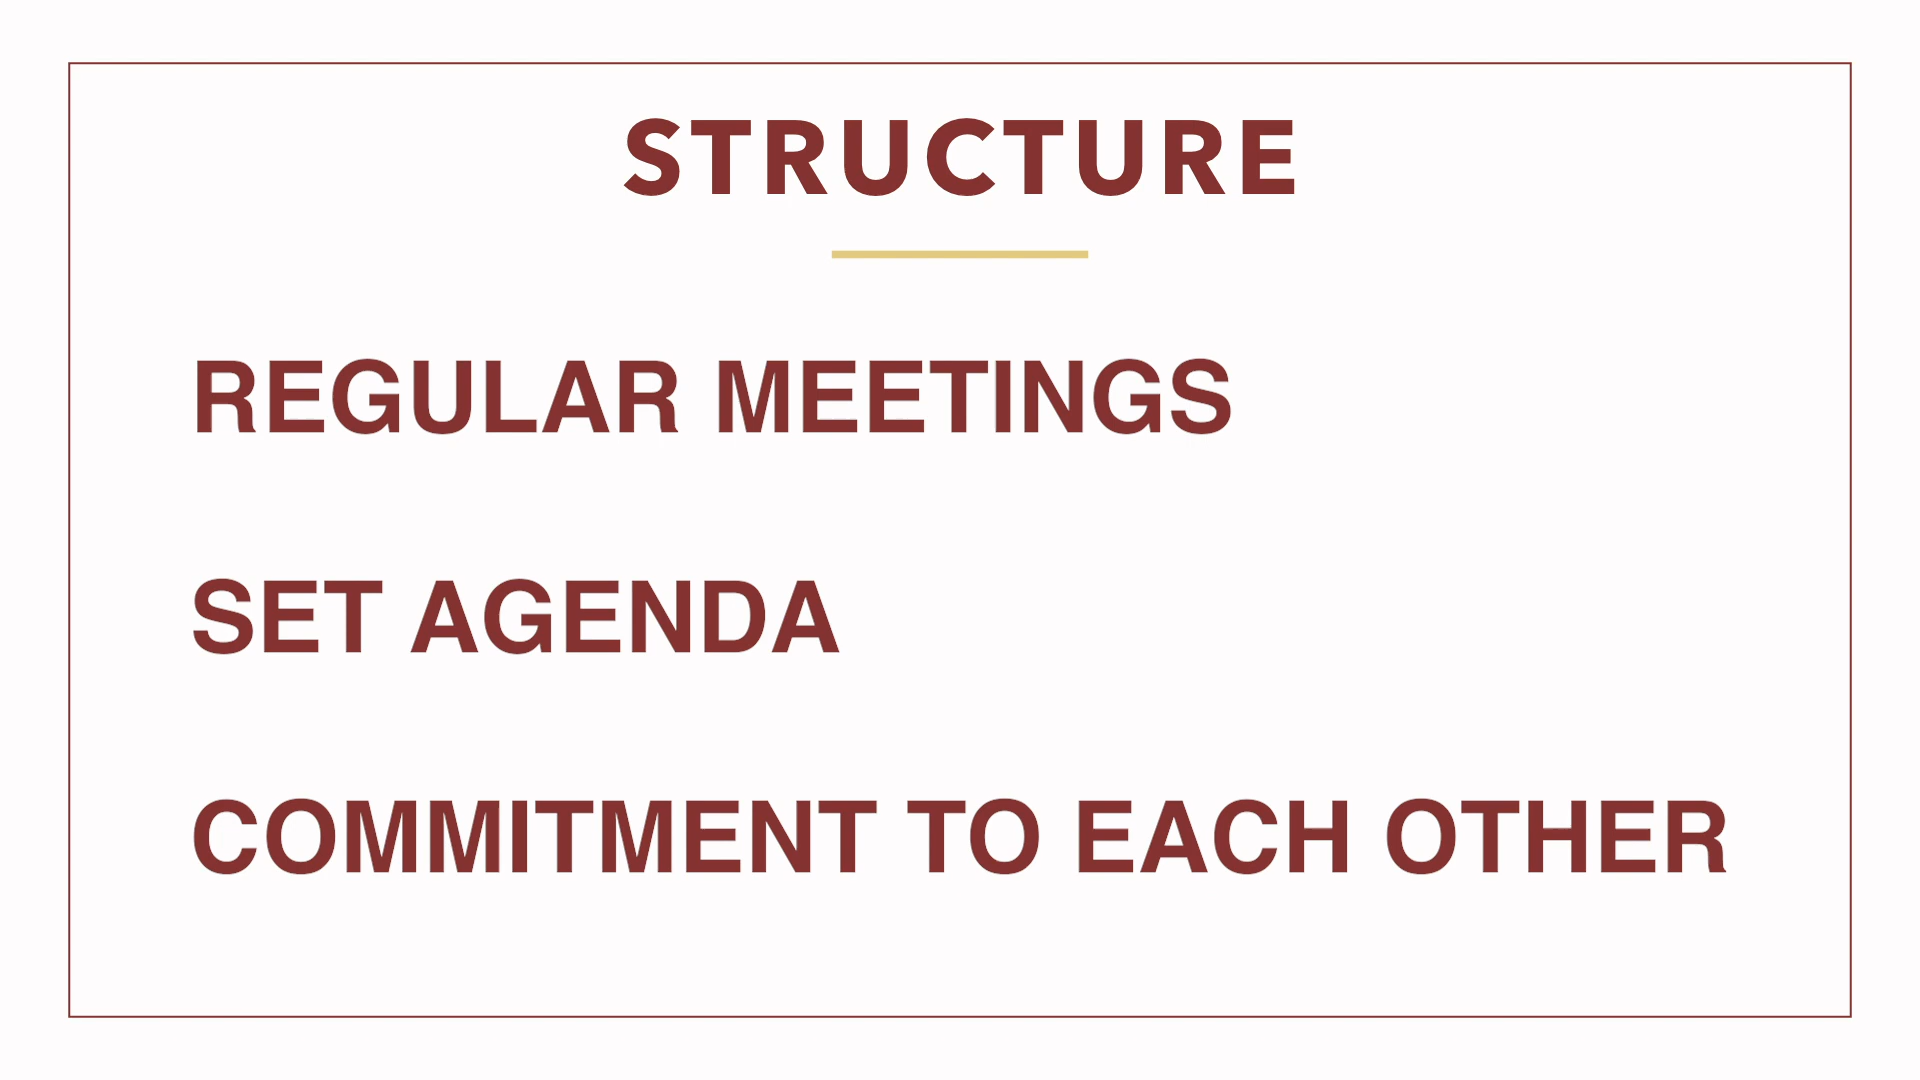 STRUCTURE
REGULAR MEETINGS
SET AGENDA
COMMITMENT TO EACH OTHER